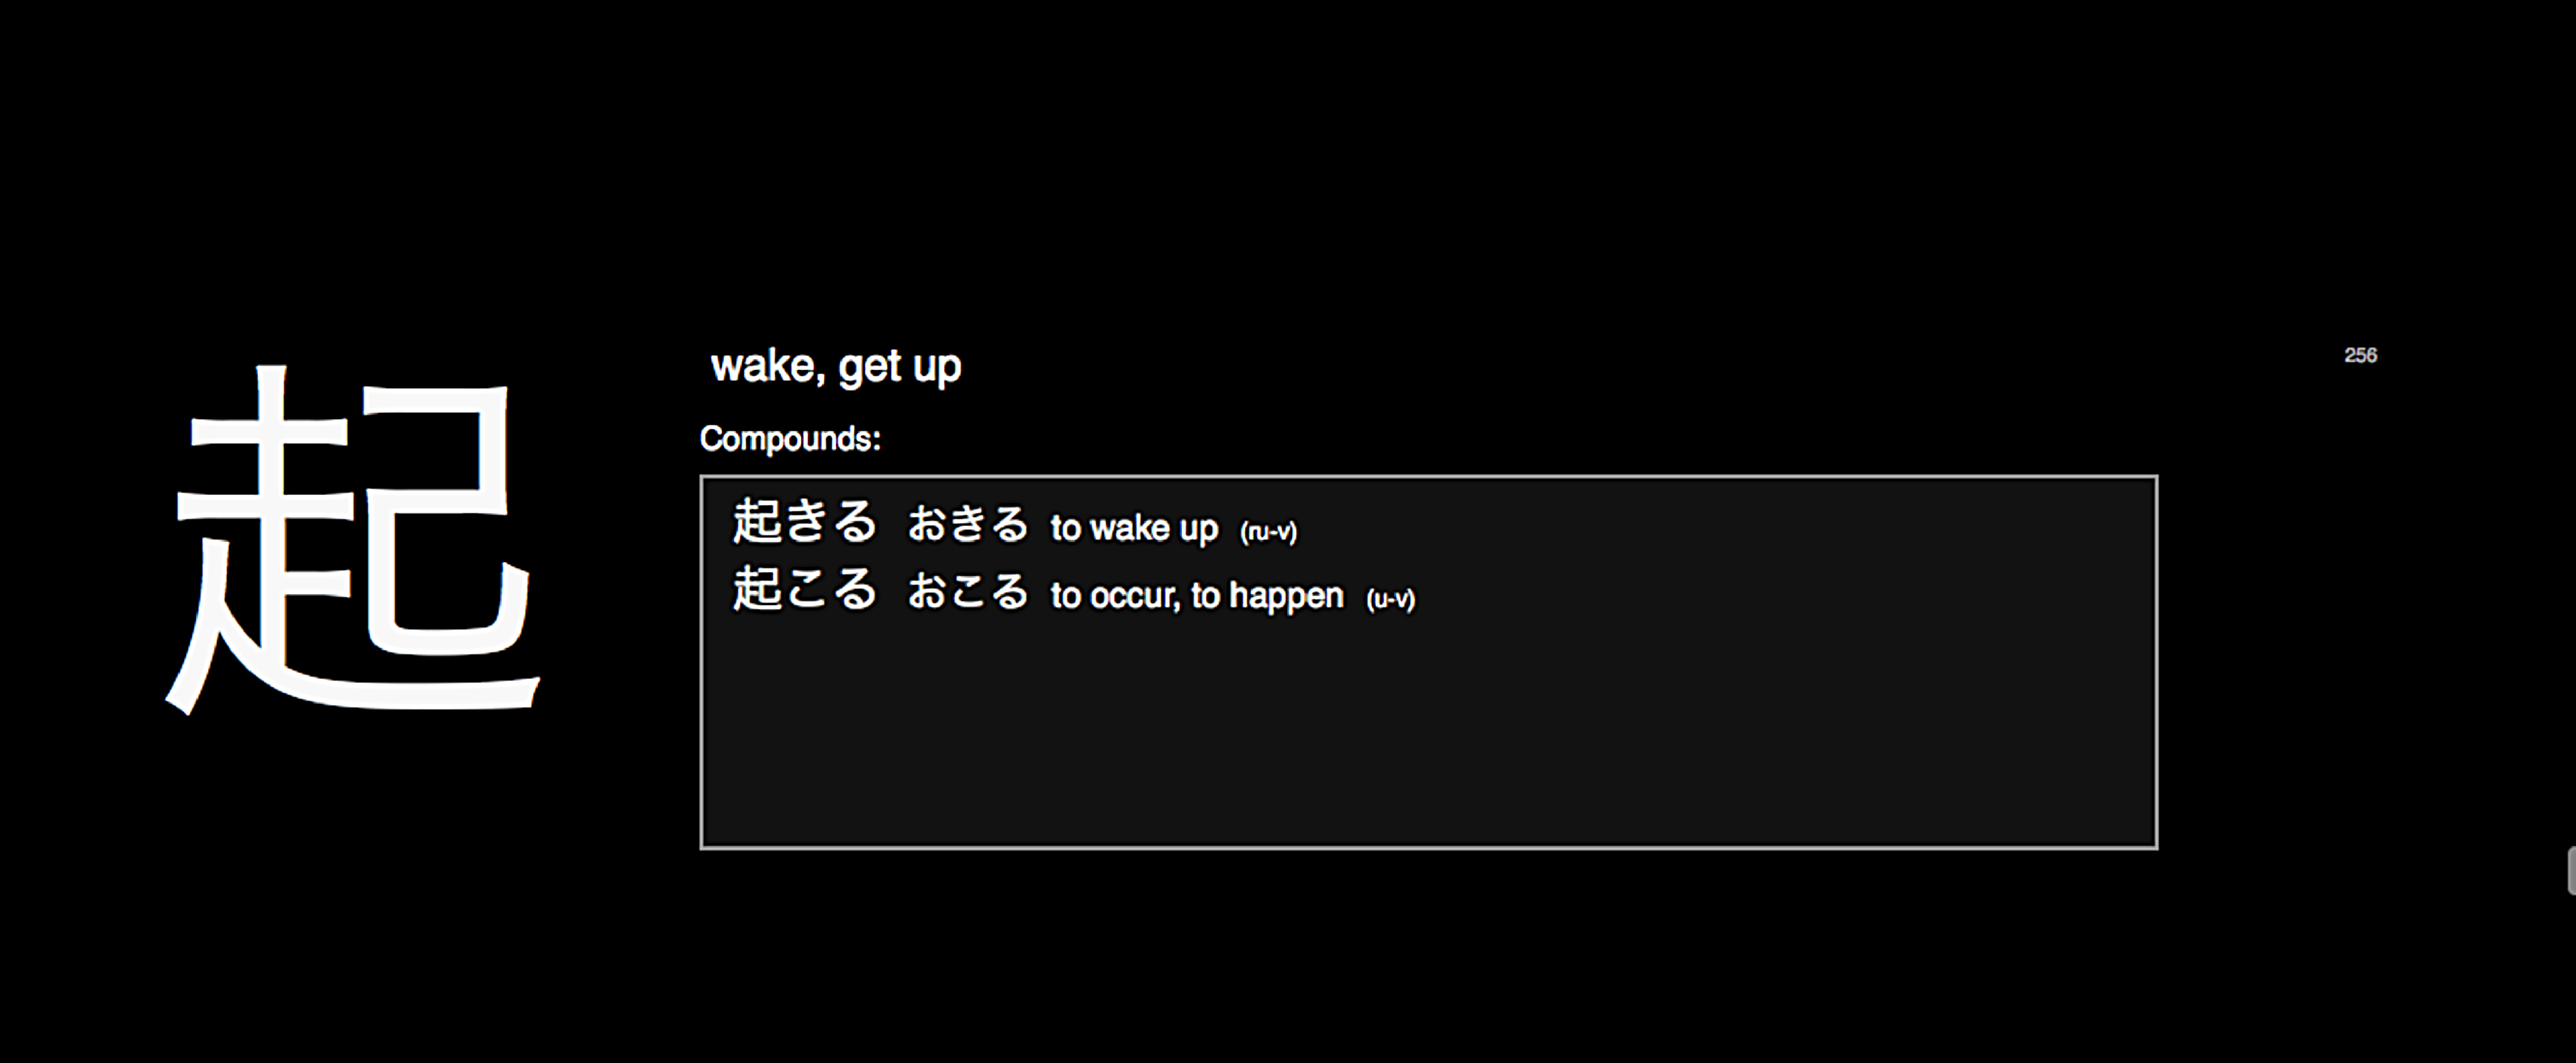 起
wake, get up
256
Compounds:
起きる おきる to wake up (ru-v)
起こる おこる to occur, to happen (u-v)